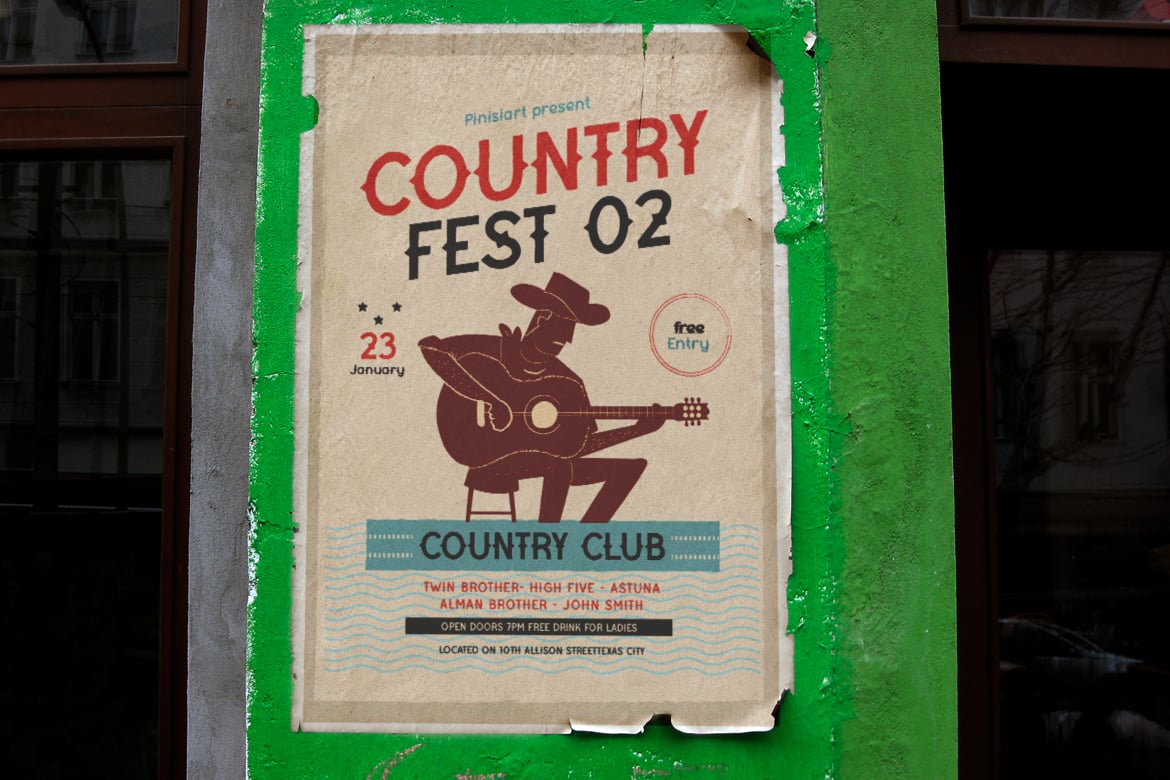 Pinisiart present
COUNTRY
FEST 02
23
January
free
Entry
COUNTRY CLUB
TWIN BROTHER- HIGH FIVE - ASTUNA
ALMAN BROTHER - JOHN SMITH
OPEN DOORS 7PM FREE DRINK FOR LADIES
LOCATED ON 10TH ALLISON STREETTEXAS CITY